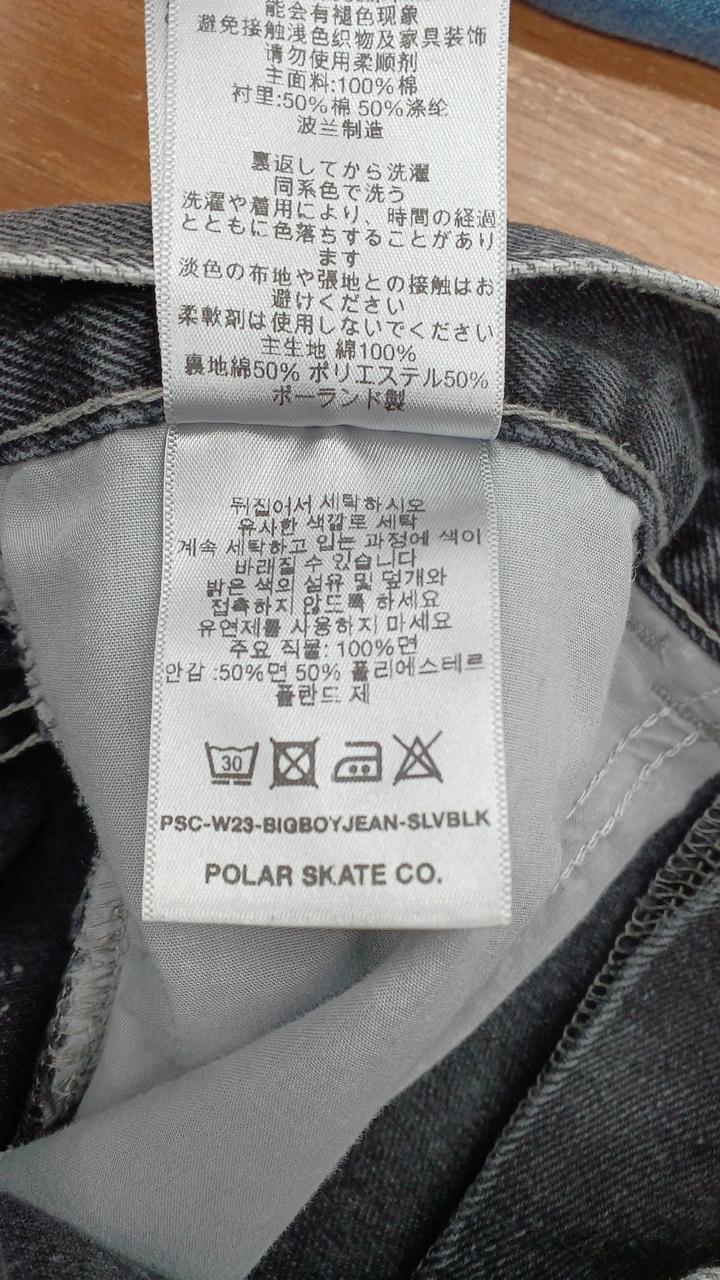 能会有褪色现象
避免接触浅色织物及家具装饰
请勿使用柔顺剂
主面料:100%棉
衬里:50%棉 50%涤纶
波兰制造
裏返してから洗濯
同系色で洗う
洗濯や着用により、時間の経過
とともに色落ちすることがあり
ます
淡色の布地や張地との接触はお
避けください
柔軟剤は使用しないでください
主生地 綿100%
裏地綿50% ポリエステル50%
ポーランド製
뒤집어서 세탁하시오
유사한 색깔로 세탁
계속 세탁하고 입는 과정에 색이
바래질 수 있습니다
밝은 색의 섬유 및 덮개와
접촉하지 않도록 하세요
유연제를 사용하지 마세요
주요 직물: 100%면
안감 :50%면 50% 폴리에스테르
폴란드 제
30
PSC-W23-BIGBOYJEAN-SLVBLK
POLAR SKATE CO.